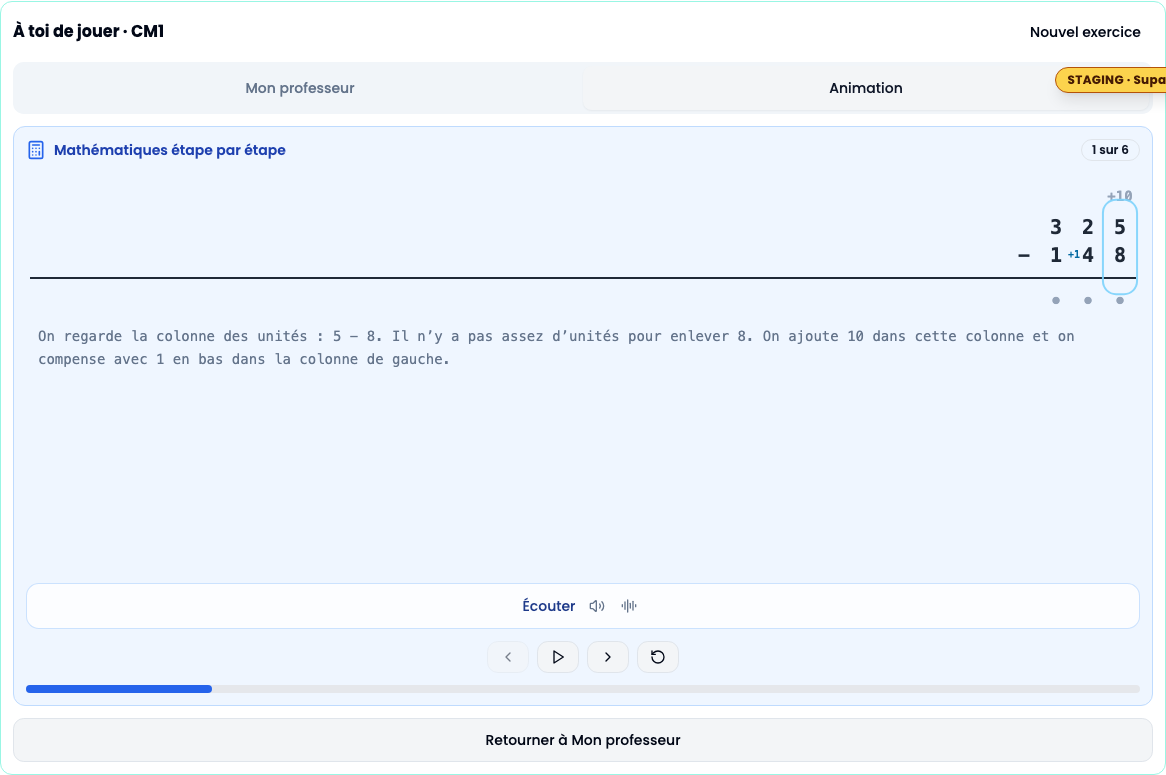 À toi de jouer · CM1
Nouvel exercice
Mon professeur
Animation
STAGING · Supa
Mathématiques étape par étape
1 sur 6
+10
3 2 5
− 1 +1 4 8
On regarde la colonne des unités : 5 − 8. Il n’y a pas assez d’unités pour enlever 8. On ajoute 10 dans cette colonne et on
compense avec 1 en bas dans la colonne de gauche.
Écouter
Retourner à Mon professeur